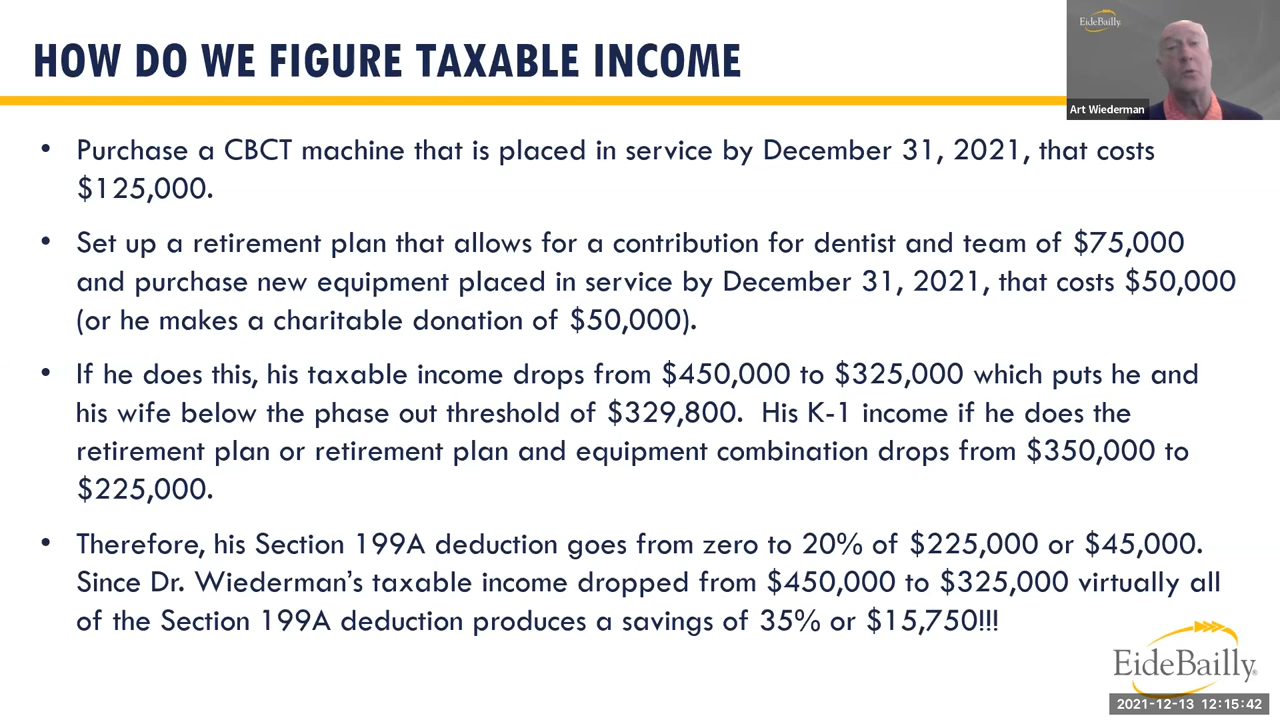 HOW DO WE FIGURE TAXABLE INCOME
EideBailly.
Art Wiederman
• Purchase a CBCT machine that is placed in service by December 31, 2021, that costs
$125,000.
• Set up a retirement plan that allows for a contribution for dentist and team of $75,000
and purchase new equipment placed in service by December 31, 2021, that costs $50,000
(or he makes a charitable donation of $50,000).
• If he does this, his taxable income drops from $450,000 to $325,000 which puts he and
his wife below the phase out threshold of $329,800. His K-1 income if he does the
retirement plan or retirement plan and equipment combination drops from $350,000 to
$225,000.
• Therefore, his Section 199A deduction goes from zero to 20% of $225,000 or $45,000.
Since Dr. Wiederman's taxable income dropped from $450,000 to $325,000 virtually all
of the Section 199A deduction produces a savings of 35% or $15,750!!!
EideBailly®
2021-12-13 12:15:42